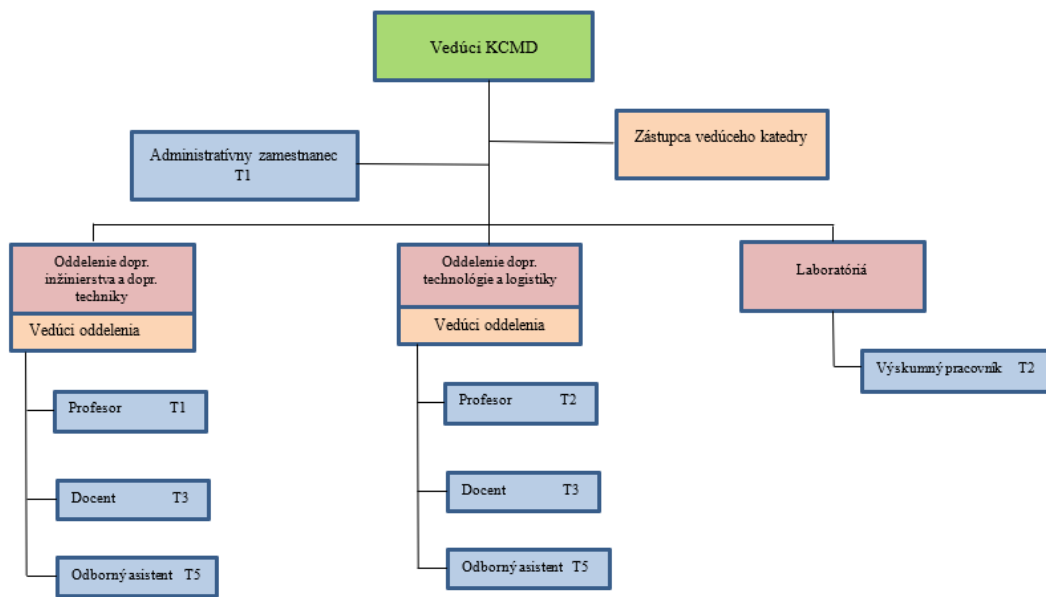 Vedúci KCMD
Zástupca vedúceho katedry
Administratívny zamestnanec
T1
Oddelenie dopr.
inžinierstva a dopr.
techniky
Vedúci oddelenia
Profesor T1
Docent T3
Odborný asistent T5
Oddelenie dopr.
technológie a logistiky
Vedúci oddelenia
Profesor T2
Docent T3
Odborný asistent T5
Laboratóriá
Výskumný pracovník T2